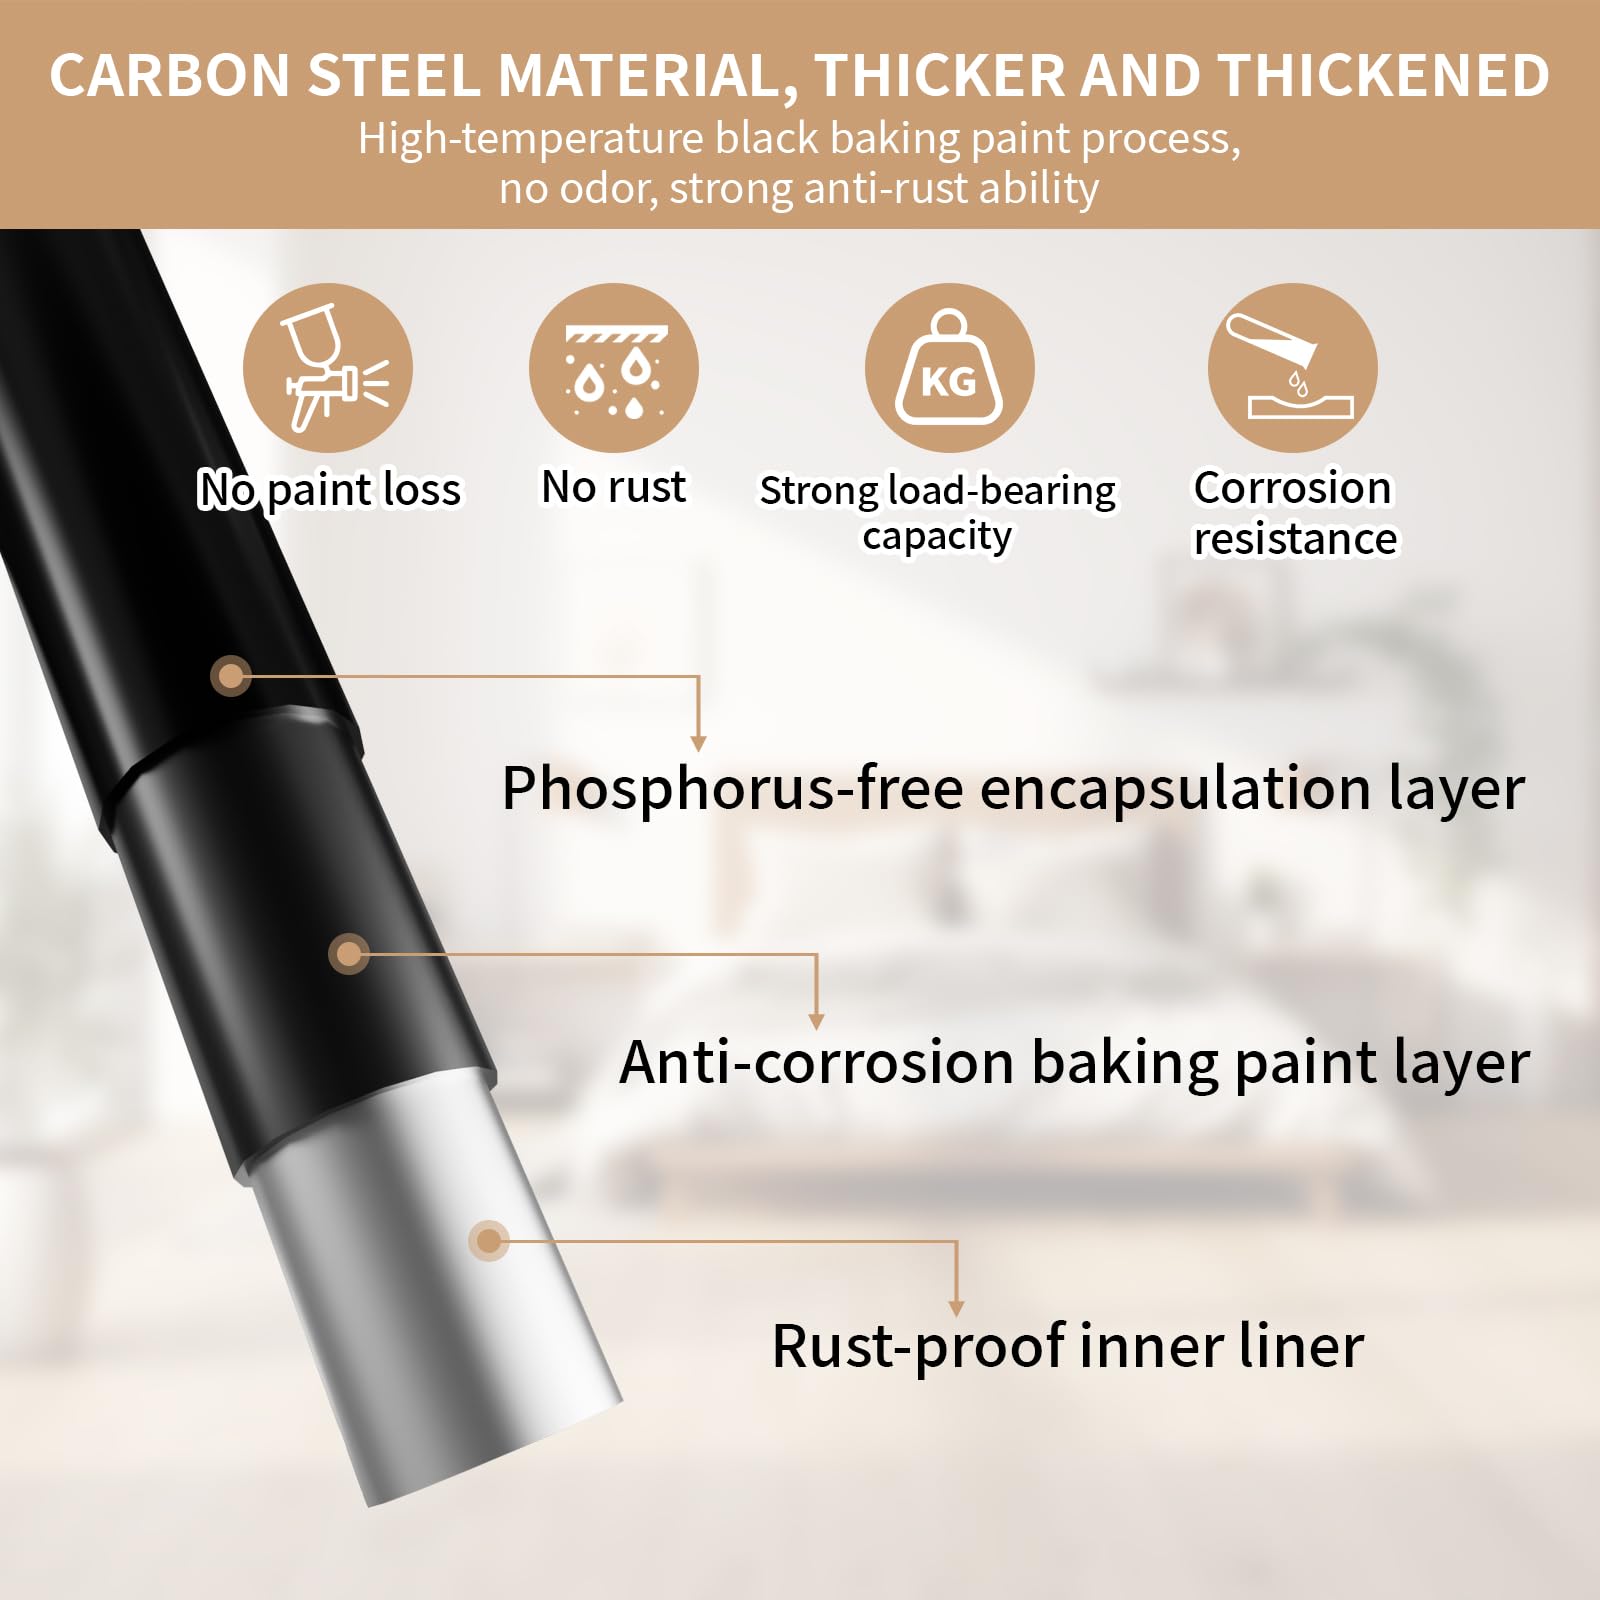 CARBON STEEL MATERIAL, THICKER AND THICKENED
High-temperature black baking paint process,
no odor, strong anti-rust ability
KG
No paint loss
No rust
Strong load-bearing
capacity
Corrosion
resistance
Phosphorus-free encapsulation layer
Anti-corrosion baking paint layer
Rust-proof inner liner